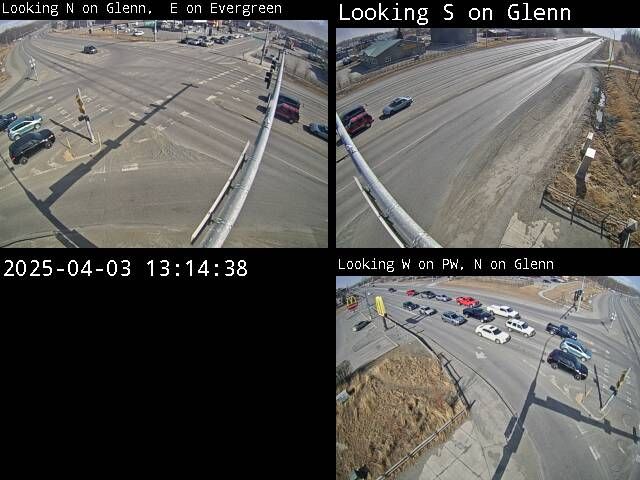 Looking N on Glenn,  E on Evergreen
Looking S on Glenn
2025-04-03 13:14:38
Looking W on PW, N on Glenn